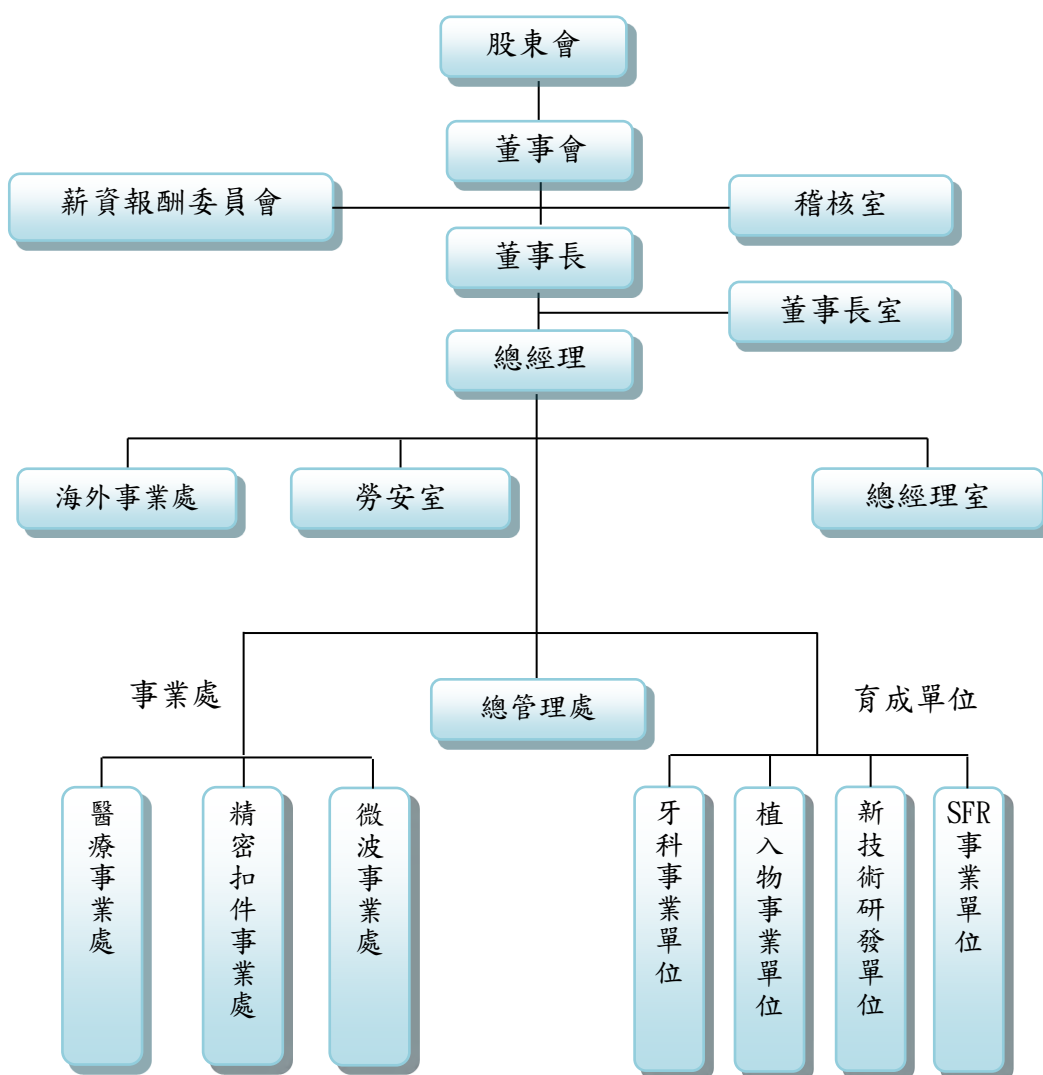 股東會
董事會
薪資報酬委員會
稽核室
董事長
董事長室
總經理
海外事業處
勞安室
總經理室
事業處
總管理處
育成單位
醫療事業處
精密扣件事業處
微波事業處
牙科事業單位
植入物事業單位
新技術研發單位
SFR事業單位